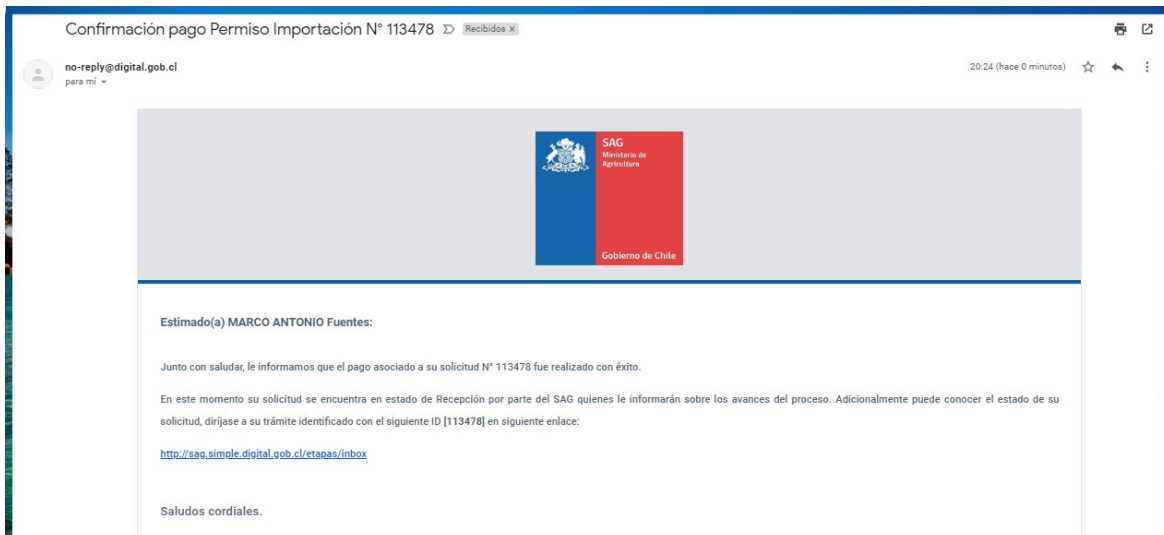 Confirmación pago Permiso Importación N° 113478
Recibidos x
no-reply@digital.gob.cl
20:24 (hace 0 minutos)
para mí
SAG
Ministerio de
Agricultura
Gobierno de Chile
Estimado(a) MARCO ANTONIO Fuentes:
Junto con saludar, le informamos que el pago asociado a su solicitud N° 113478 fue realizado con éxito.
En este momento su solicitud se encuentra en estado de Recepción por parte del SAG quienes le informarán sobre los avances del proceso. Adicionalmente puede conocer el estado de su
solicitud, diríjase a su trámite identificado con el siguiente ID [113478] en siguiente enlace:
http://sag.simple.digital.gob.cl/etapas/inbox
Saludos cordiales.